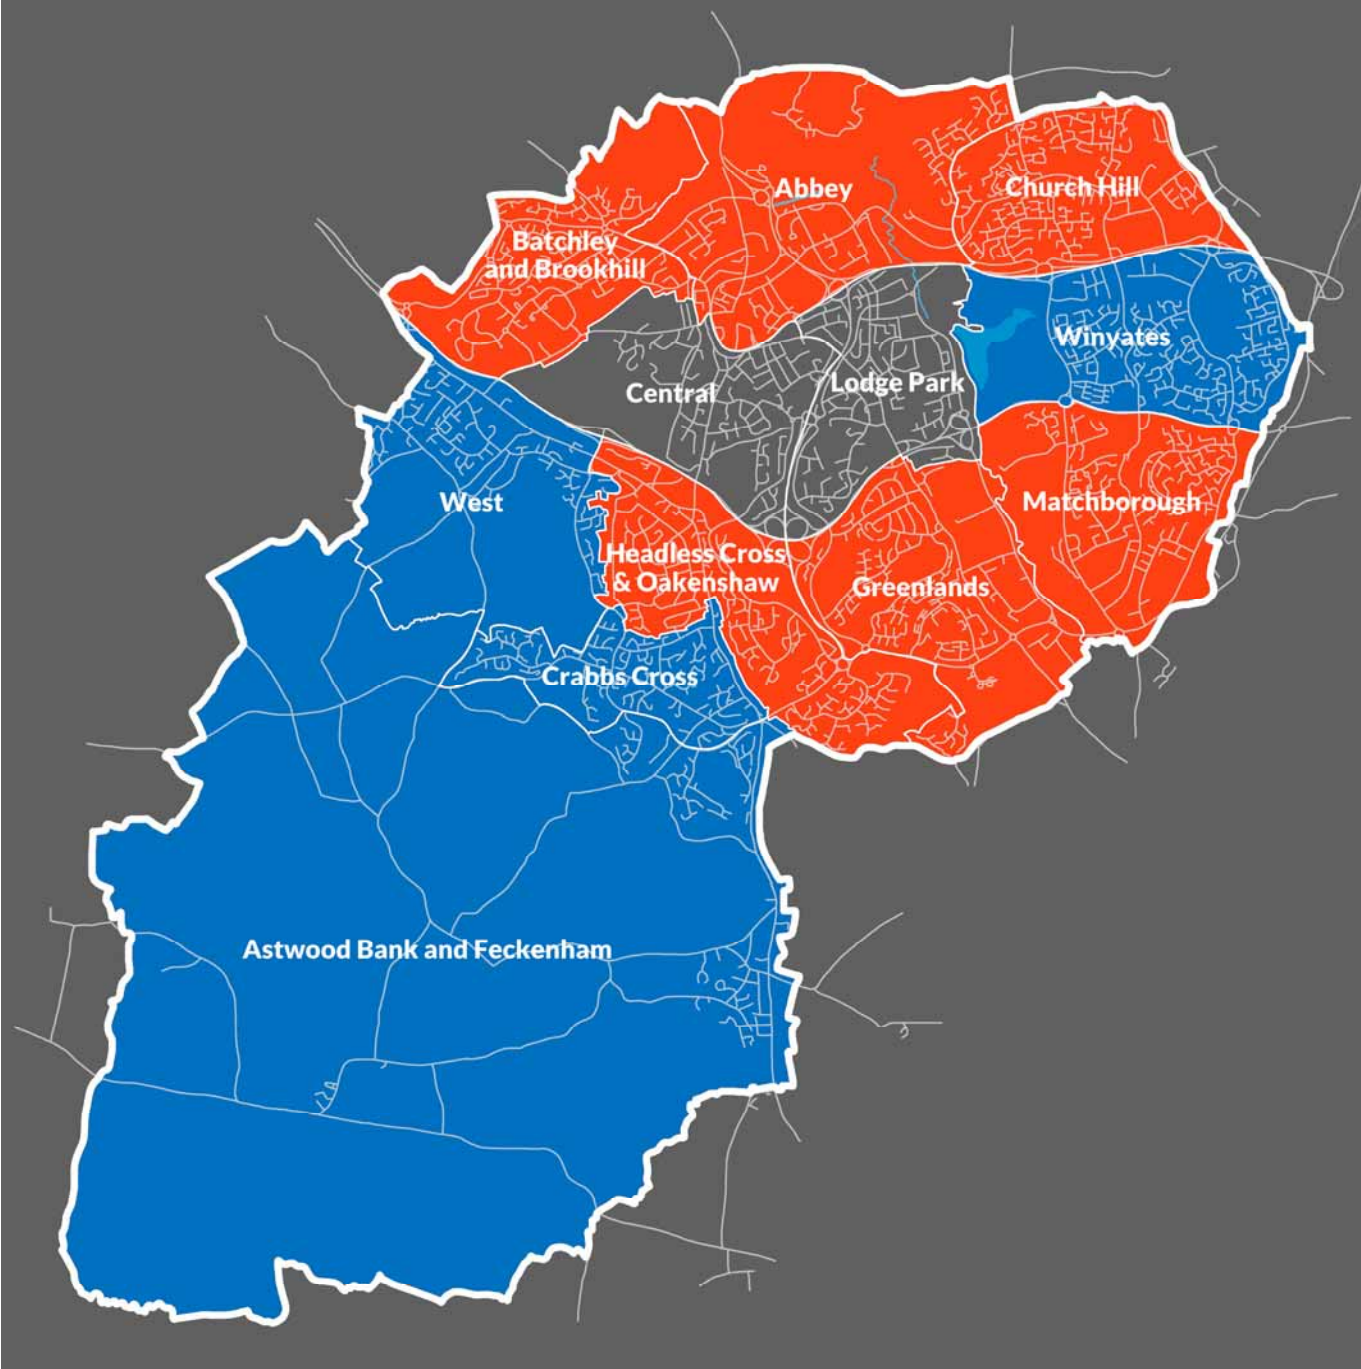 Abbey
Church Hill
Batchley
and Brookhill
Winyates
Central
Lodge Park
West
Matchborough
Headless Cross
& Oakenshaw
Greenlands
Crabbs Cross
Astwood Bank and Feckenham